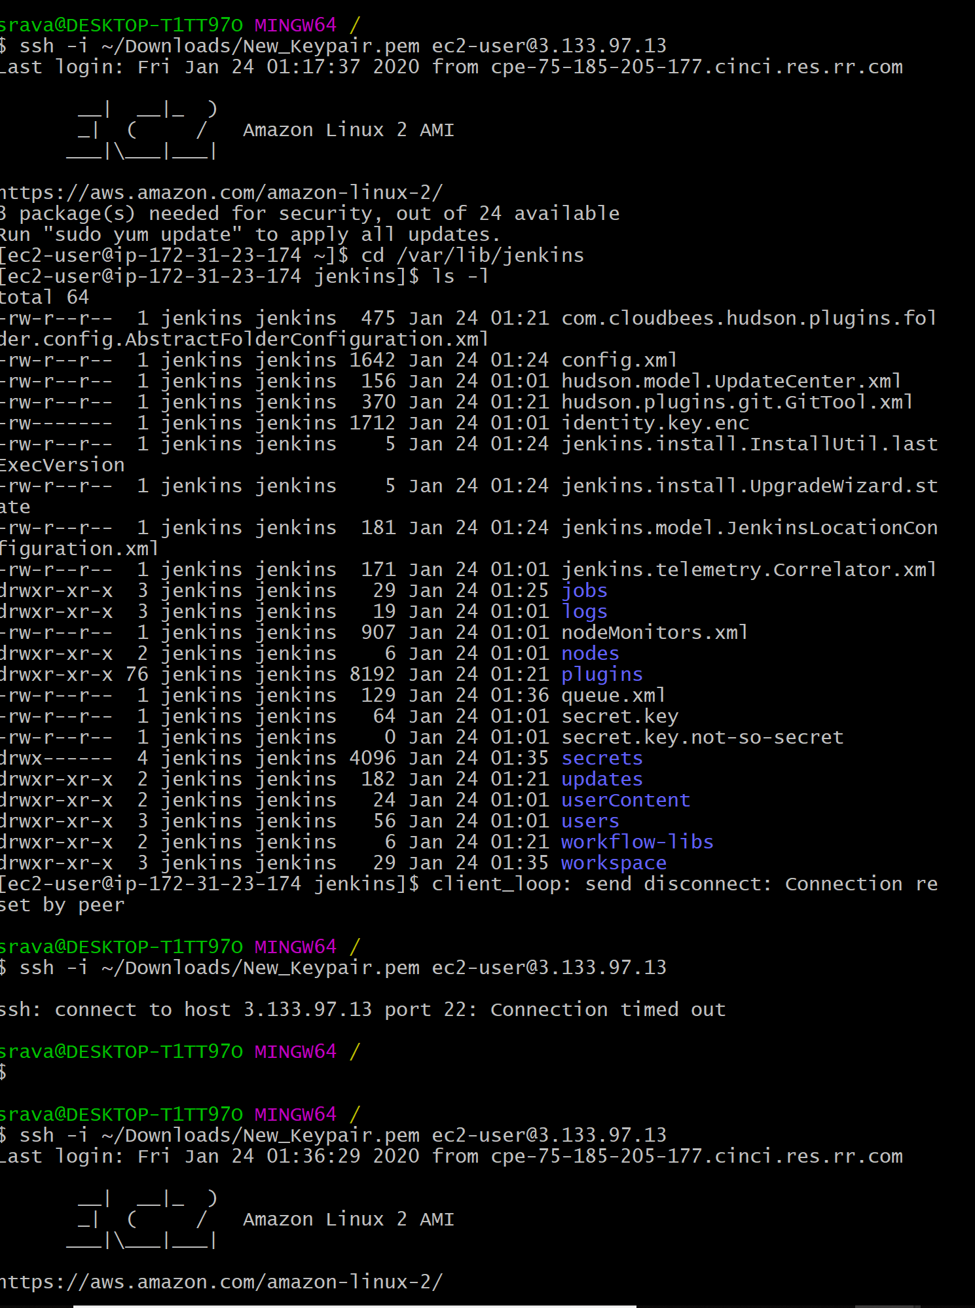 srava@DESKTOP-T1TT97O MINGW64 /
$ ssh -i ~/Downloads/New_Keypair.pem ec2-user@3.133.97.13
Last login: Fri Jan 24 01:17:37 2020 from cpe-75-185-205-177.cinci.res.rr.com
__|  __|_  )
_|  (     /   Amazon Linux 2 AMI
___|\___|___|
https://aws.amazon.com/amazon-linux-2/
3 package(s) needed for security, out of 24 available
Run "sudo yum update" to apply all updates.
[ec2-user@ip-172-31-23-174 ~]$ cd /var/lib/jenkins
[ec2-user@ip-172-31-23-174 jenkins]$ ls -l
total 64
-rw-r--r--  1 jenkins jenkins  475 Jan 24 01:21 com.cloudbees.hudson.plugins.fol
der.config.AbstractFolderConfiguration.xml
-rw-r--r--  1 jenkins jenkins 1642 Jan 24 01:24 config.xml
-rw-r--r--  1 jenkins jenkins  156 Jan 24 01:01 hudson.model.UpdateCenter.xml
-rw-r--r--  1 jenkins jenkins  370 Jan 24 01:21 hudson.plugins.git.GitTool.xml
-rw-------  1 jenkins jenkins 1712 Jan 24 01:01 identity.key.enc
-rw-r--r--  1 jenkins jenkins    5 Jan 24 01:24 jenkins.install.InstallUtil.last
ExecVersion
-rw-r--r--  1 jenkins jenkins    5 Jan 24 01:24 jenkins.install.UpgradeWizard.st
ate
-rw-r--r--  1 jenkins jenkins  181 Jan 24 01:24 jenkins.model.JenkinsLocationCon
figuration.xml
-rw-r--r--  1 jenkins jenkins  171 Jan 24 01:01 jenkins.telemetry.Correlator.xml
drwxr-xr-x  3 jenkins jenkins   29 Jan 24 01:25 jobs
drwxr-xr-x  3 jenkins jenkins   19 Jan 24 01:01 logs
-rw-r--r--  1 jenkins jenkins  907 Jan 24 01:01 nodeMonitors.xml
drwxr-xr-x  2 jenkins jenkins    6 Jan 24 01:01 nodes
drwxr-xr-x 76 jenkins jenkins 8192 Jan 24 01:21 plugins
-rw-r--r--  1 jenkins jenkins  129 Jan 24 01:36 queue.xml
-rw-r--r--  1 jenkins jenkins   64 Jan 24 01:01 secret.key
-rw-r--r--  1 jenkins jenkins    0 Jan 24 01:01 secret.key.not-so-secret
drwx------  4 jenkins jenkins 4096 Jan 24 01:35 secrets
drwxr-xr-x  2 jenkins jenkins  182 Jan 24 01:21 updates
drwxr-xr-x  2 jenkins jenkins   24 Jan 24 01:01 userContent
drwxr-xr-x  3 jenkins jenkins   56 Jan 24 01:01 users
drwxr-xr-x  2 jenkins jenkins    6 Jan 24 01:21 workflow-libs
drwxr-xr-x  3 jenkins jenkins   29 Jan 24 01:35 workspace
[ec2-user@ip-172-31-23-174 jenkins]$ client_loop: send disconnect: Connection re
set by peer
srava@DESKTOP-T1TT97O MINGW64 /
$ ssh -i ~/Downloads/New_Keypair.pem ec2-user@3.133.97.13
ssh: connect to host 3.133.97.13 port 22: Connection timed out
srava@DESKTOP-T1TT97O MINGW64 /
$
srava@DESKTOP-T1TT97O MINGW64 /
$ ssh -i ~/Downloads/New_Keypair.pem ec2-user@3.133.97.13
Last login: Fri Jan 24 01:36:29 2020 from cpe-75-185-205-177.cinci.res.rr.com
__|  __|_  )
_|  (     /   Amazon Linux 2 AMI
___|\___|___|
https://aws.amazon.com/amazon-linux-2/